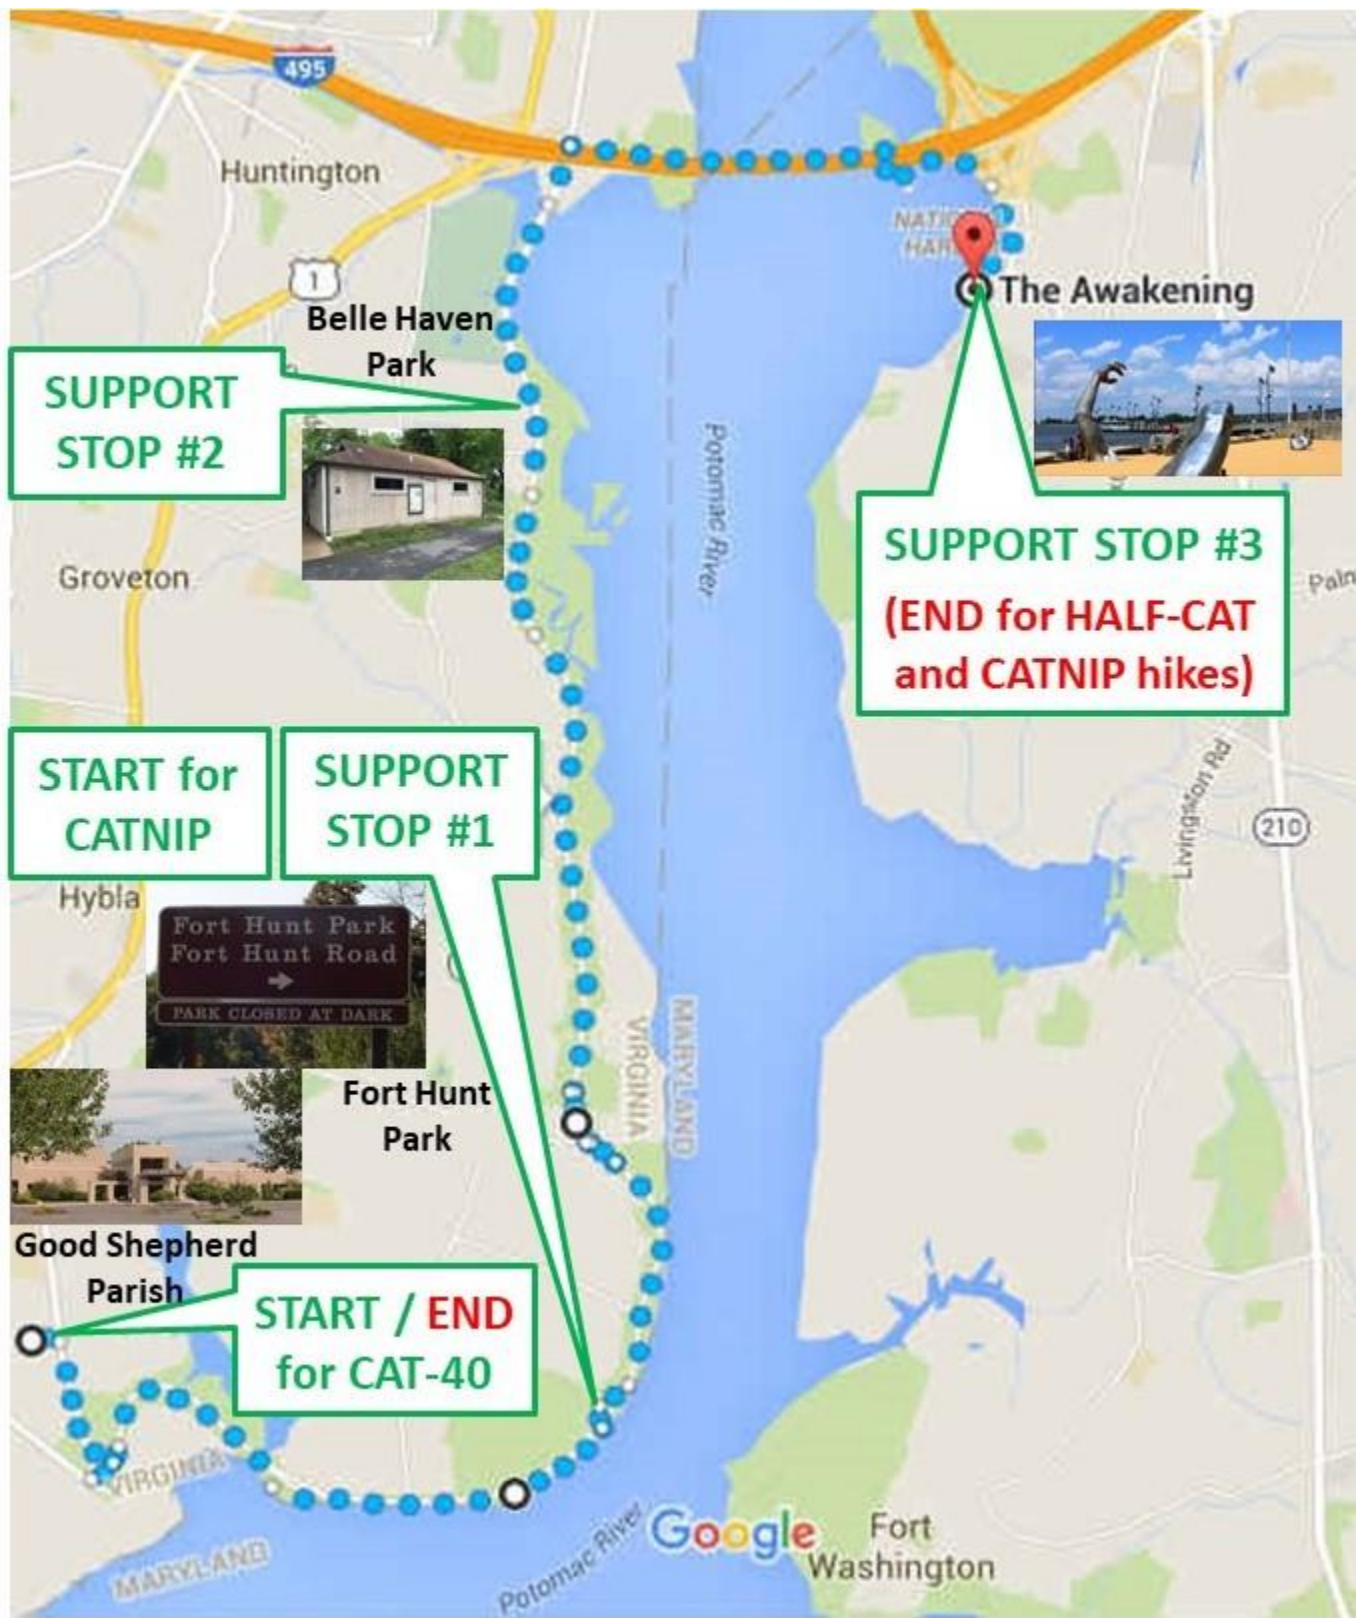 495
Huntington
NATIONAL
1
The Awakening
Belle Haven
Park
SUPPORT
STOP #2
Potomac River
SUPPORT STOP #3
(END for HALF-CAT
and CATNIP hikes)
Groveton
START for
CATNIP
SUPPORT
STOP #1
Livingston Rd
210
Hybla
Fort Hunt Park
Fort Hunt Road
PARK CLOSED AT DARK
VIRGINIA
MARYLAND
Fort Hunt
Park
Good Shepherd
Parish
START / END
for CAT-40
VIRGINIA
MARYLAND
Potomac River
Google
Fort
Washington